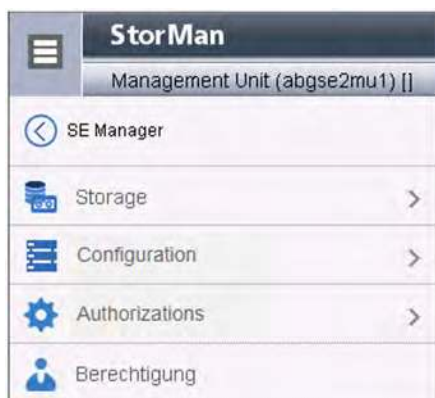 StorMan
Management Unit (abgse2mu1) []
SE Manager
Storage
Configuration
Authorizations
Berechtigung